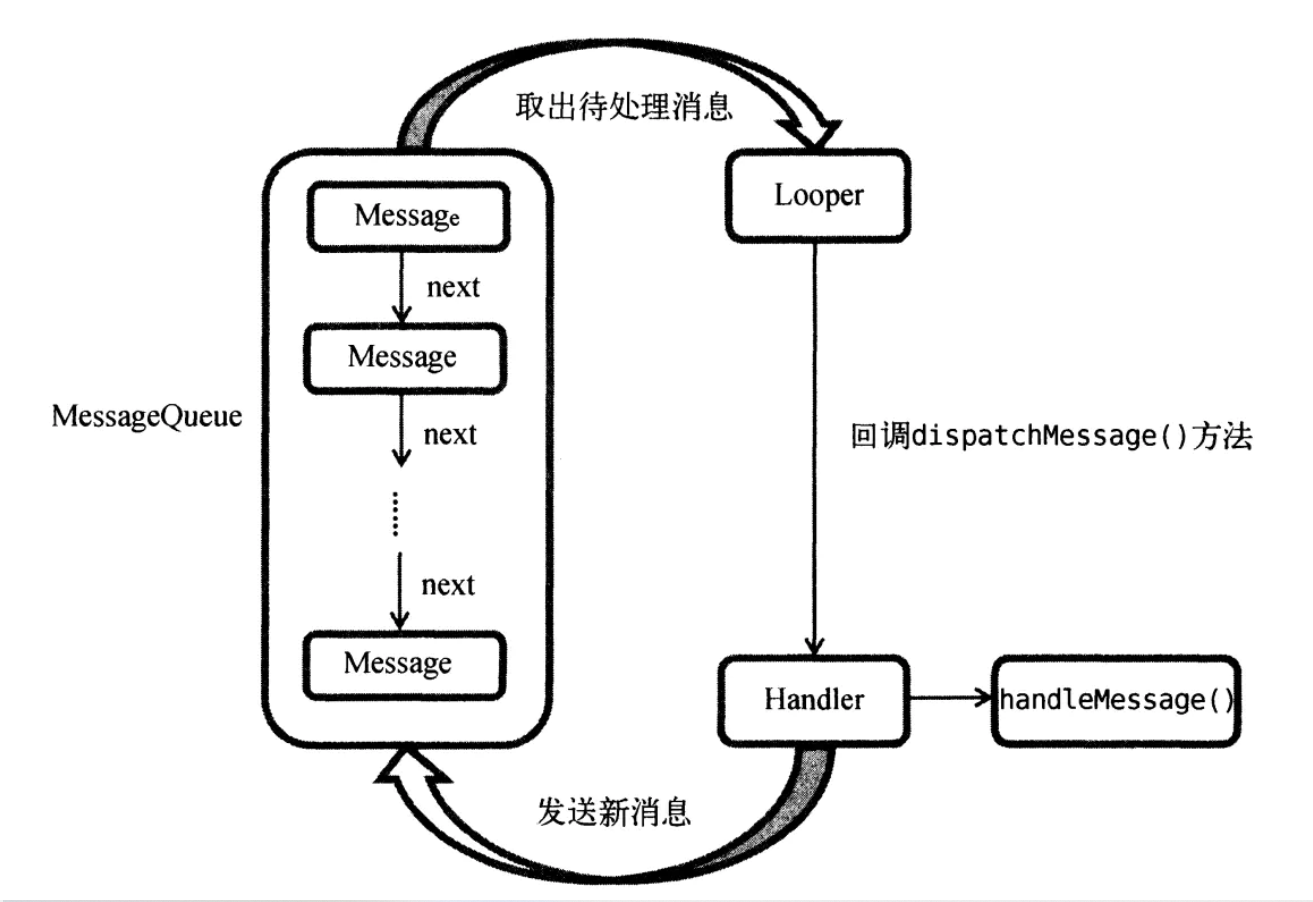 取出待处理消息
Message
Looper
next
Message
MessageQueue
next
回调dispatchMessage()方法
next
Message
Handler
handleMessage()
发送新消息